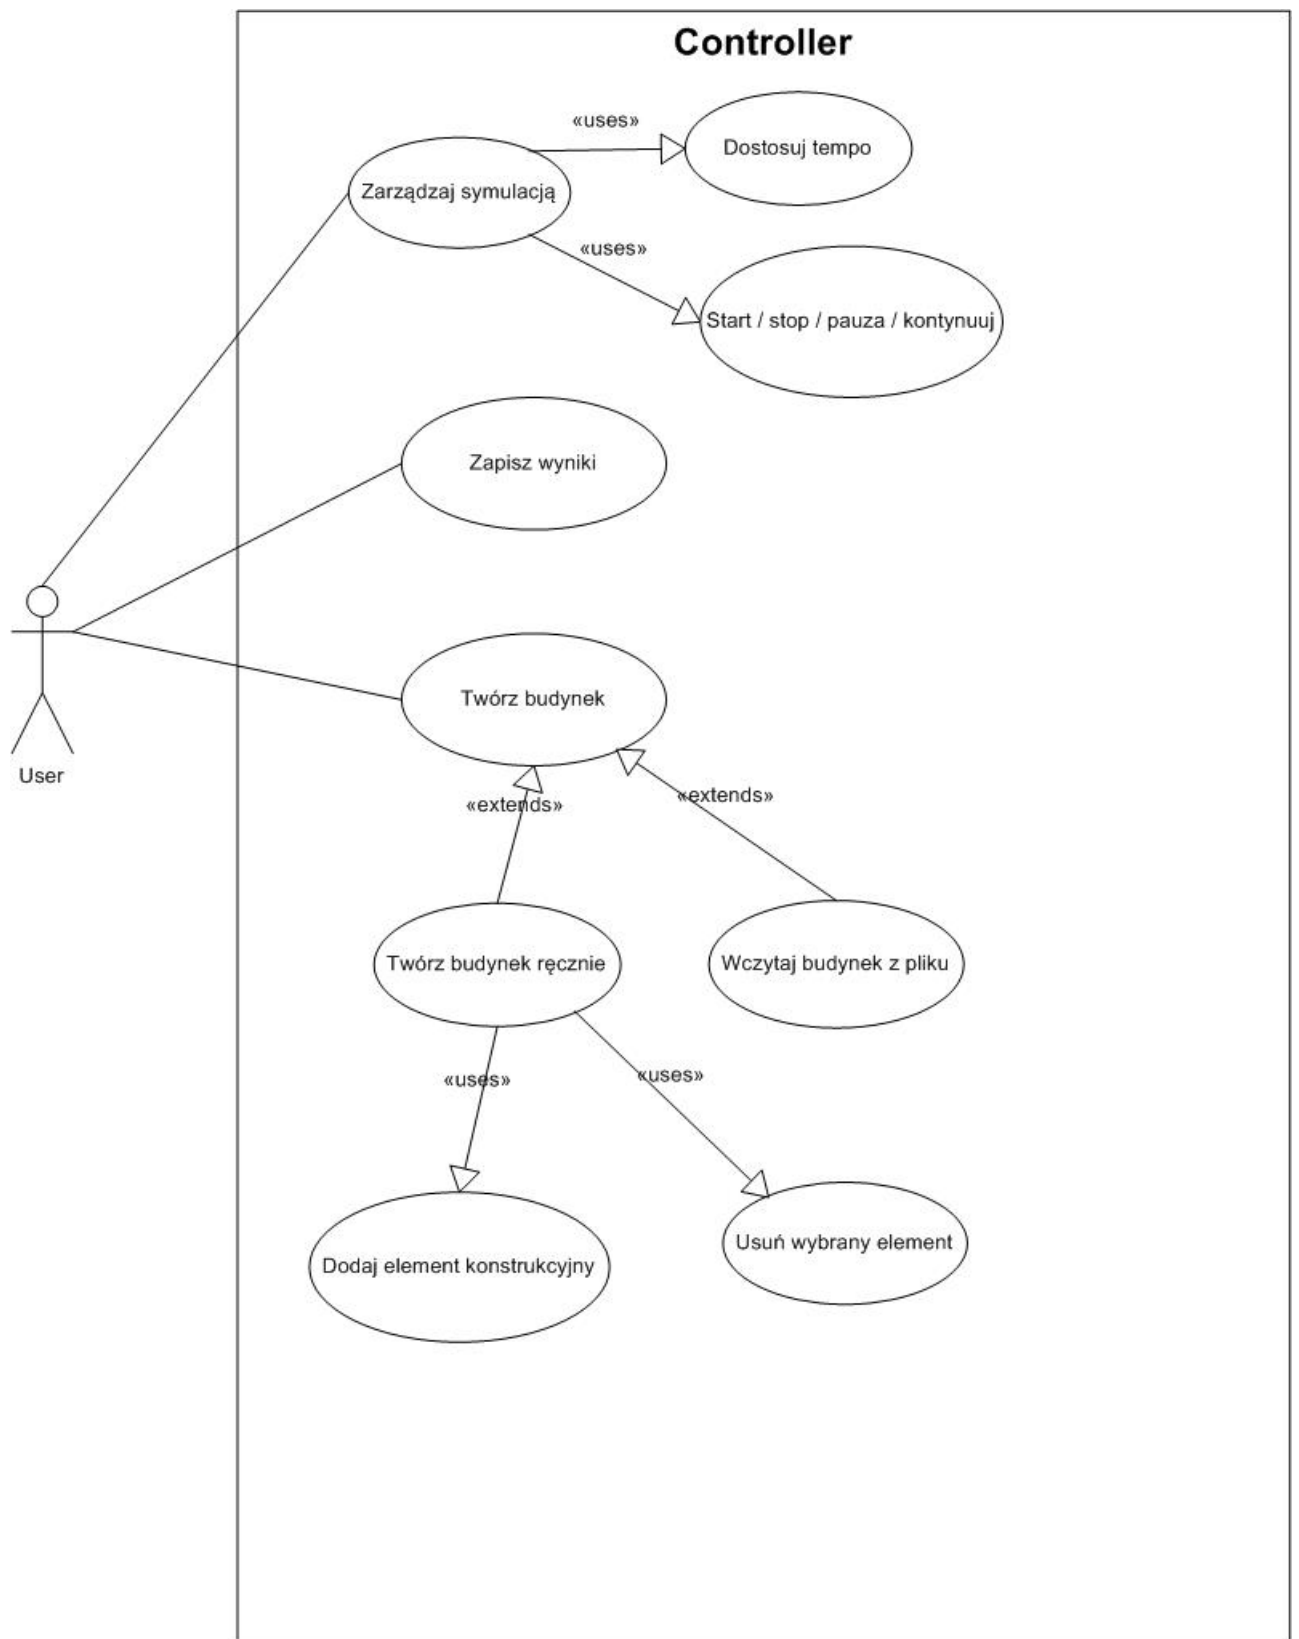 Controller
«uses»
Dostosuj tempo
Zarządzaj symulacją
«uses»
Start / stop / pauza / kontynuuj
Zapisz wyniki
Twórz budynek
User
«extends»
«extends»
Twórz budynek ręcznie
Wczytaj budynek z pliku
«uses»
«uses»
Dodaj element konstrukcyjny
Usuń wybrany element